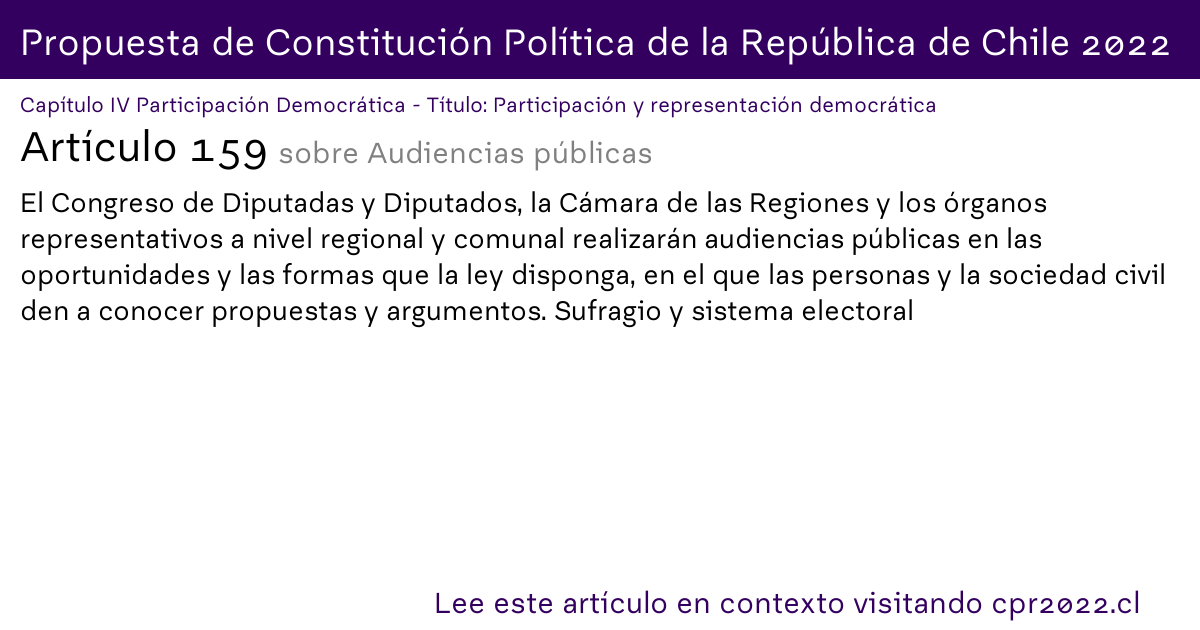 Propuesta de Constitución Política de la República de Chile 2022
Capítulo IV Participación Democrática - Título: Participación y representación democrática
Artículo 159 sobre Audiencias públicas
El Congreso de Diputadas y Diputados, la Cámara de las Regiones y los órganos
representativos a nivel regional y comunal realizarán audiencias públicas en las
oportunidades y las formas que la ley disponga, en el que las personas y la sociedad civil
den a conocer propuestas y argumentos. Sufragio y sistema electoral
Lee este artículo en contexto visitando cpr2022.cl